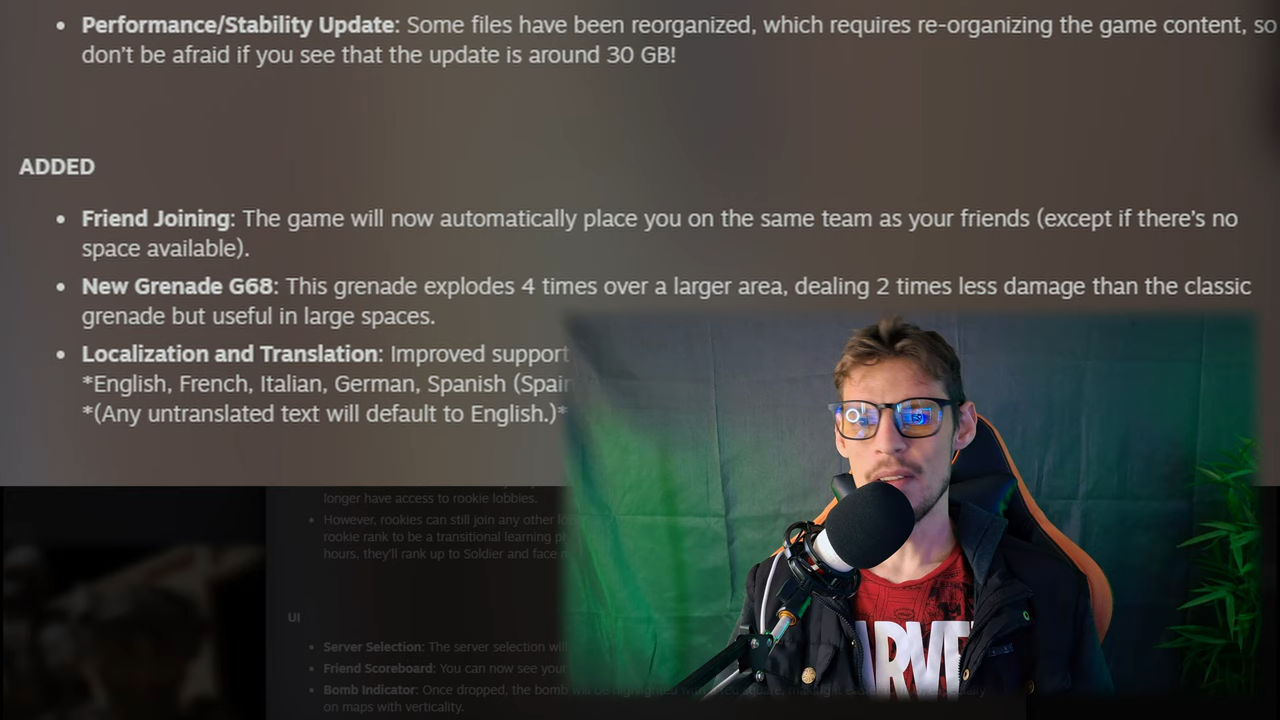 Performance/Stability Update: Some files have been reorganized, which requires re-organizing the game content, so
don't be afraid if you see that the update is around 30 GB!
ADDED
Friend Joining: The game will now automatically place you on the same team as your friends (except if there's no
space available).
New Grenade G68: This grenade explodes 4 times over a larger area, dealing 2 times less damage than the classic
grenade but useful in large spaces.
Localization and Translation: Improved support
*English, French, Italian, German, Spanish (Spain
*(Any untranslated text will default to English.)*
longer have access to rookie lobbies.
However, rookies can still join any other
rookie rank to be a transitional learning
hours, they'll rank up to Soldier and face
UI
Server Selection: The server selection will
Friend Scoreboard: You can now see your
Bomb Indicator: Once dropped, the bomb will be highlighted
on maps with verticality.
MARVE